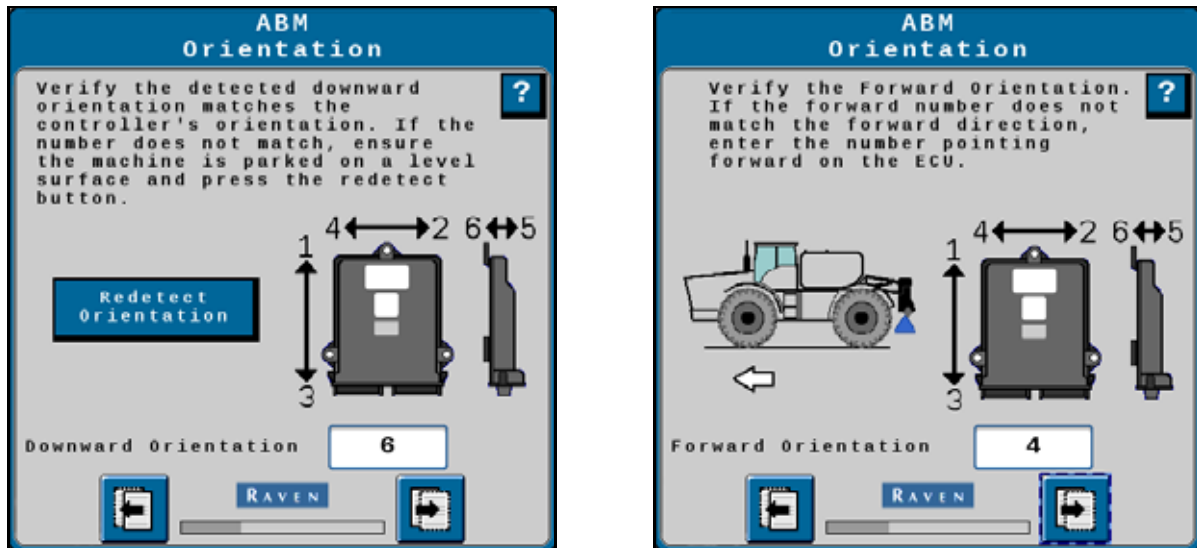 ABM
Orientation
Verify the detected downward
orientation matches the
controller's orientation. If the
number does not match, ensure
the machine is parked on a level
surface and press the redetect
button.
?
4 2 6 5
1
Redetect
Orientation
3
Downward Orientation 6
RAVEN
ABM
Orientation
Verify the Forward Orientation.
If the forward number does not
match the forward direction,
enter the number pointing
forward on the ECU.
?
4 2 6 5
1
3
Forward Orientation 4
RAVEN